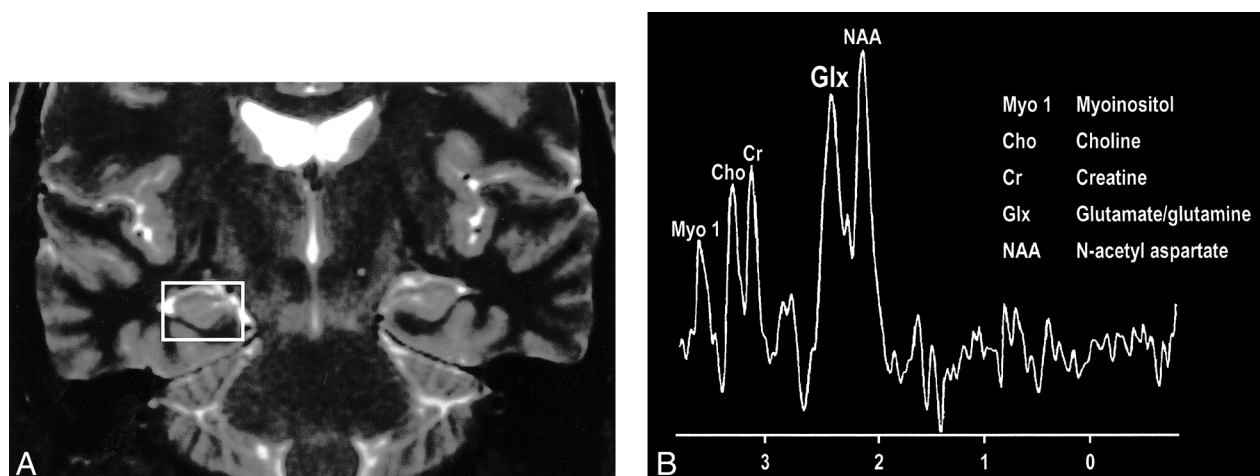 A
NAA
Glx
Cr
Cho
Myo 1
Myo 1 Myoinositol
Cho Choline
Cr Creatine
Glx Glutamate/glutamine
NAA N-acetyl aspartate
B
3 2 1 0